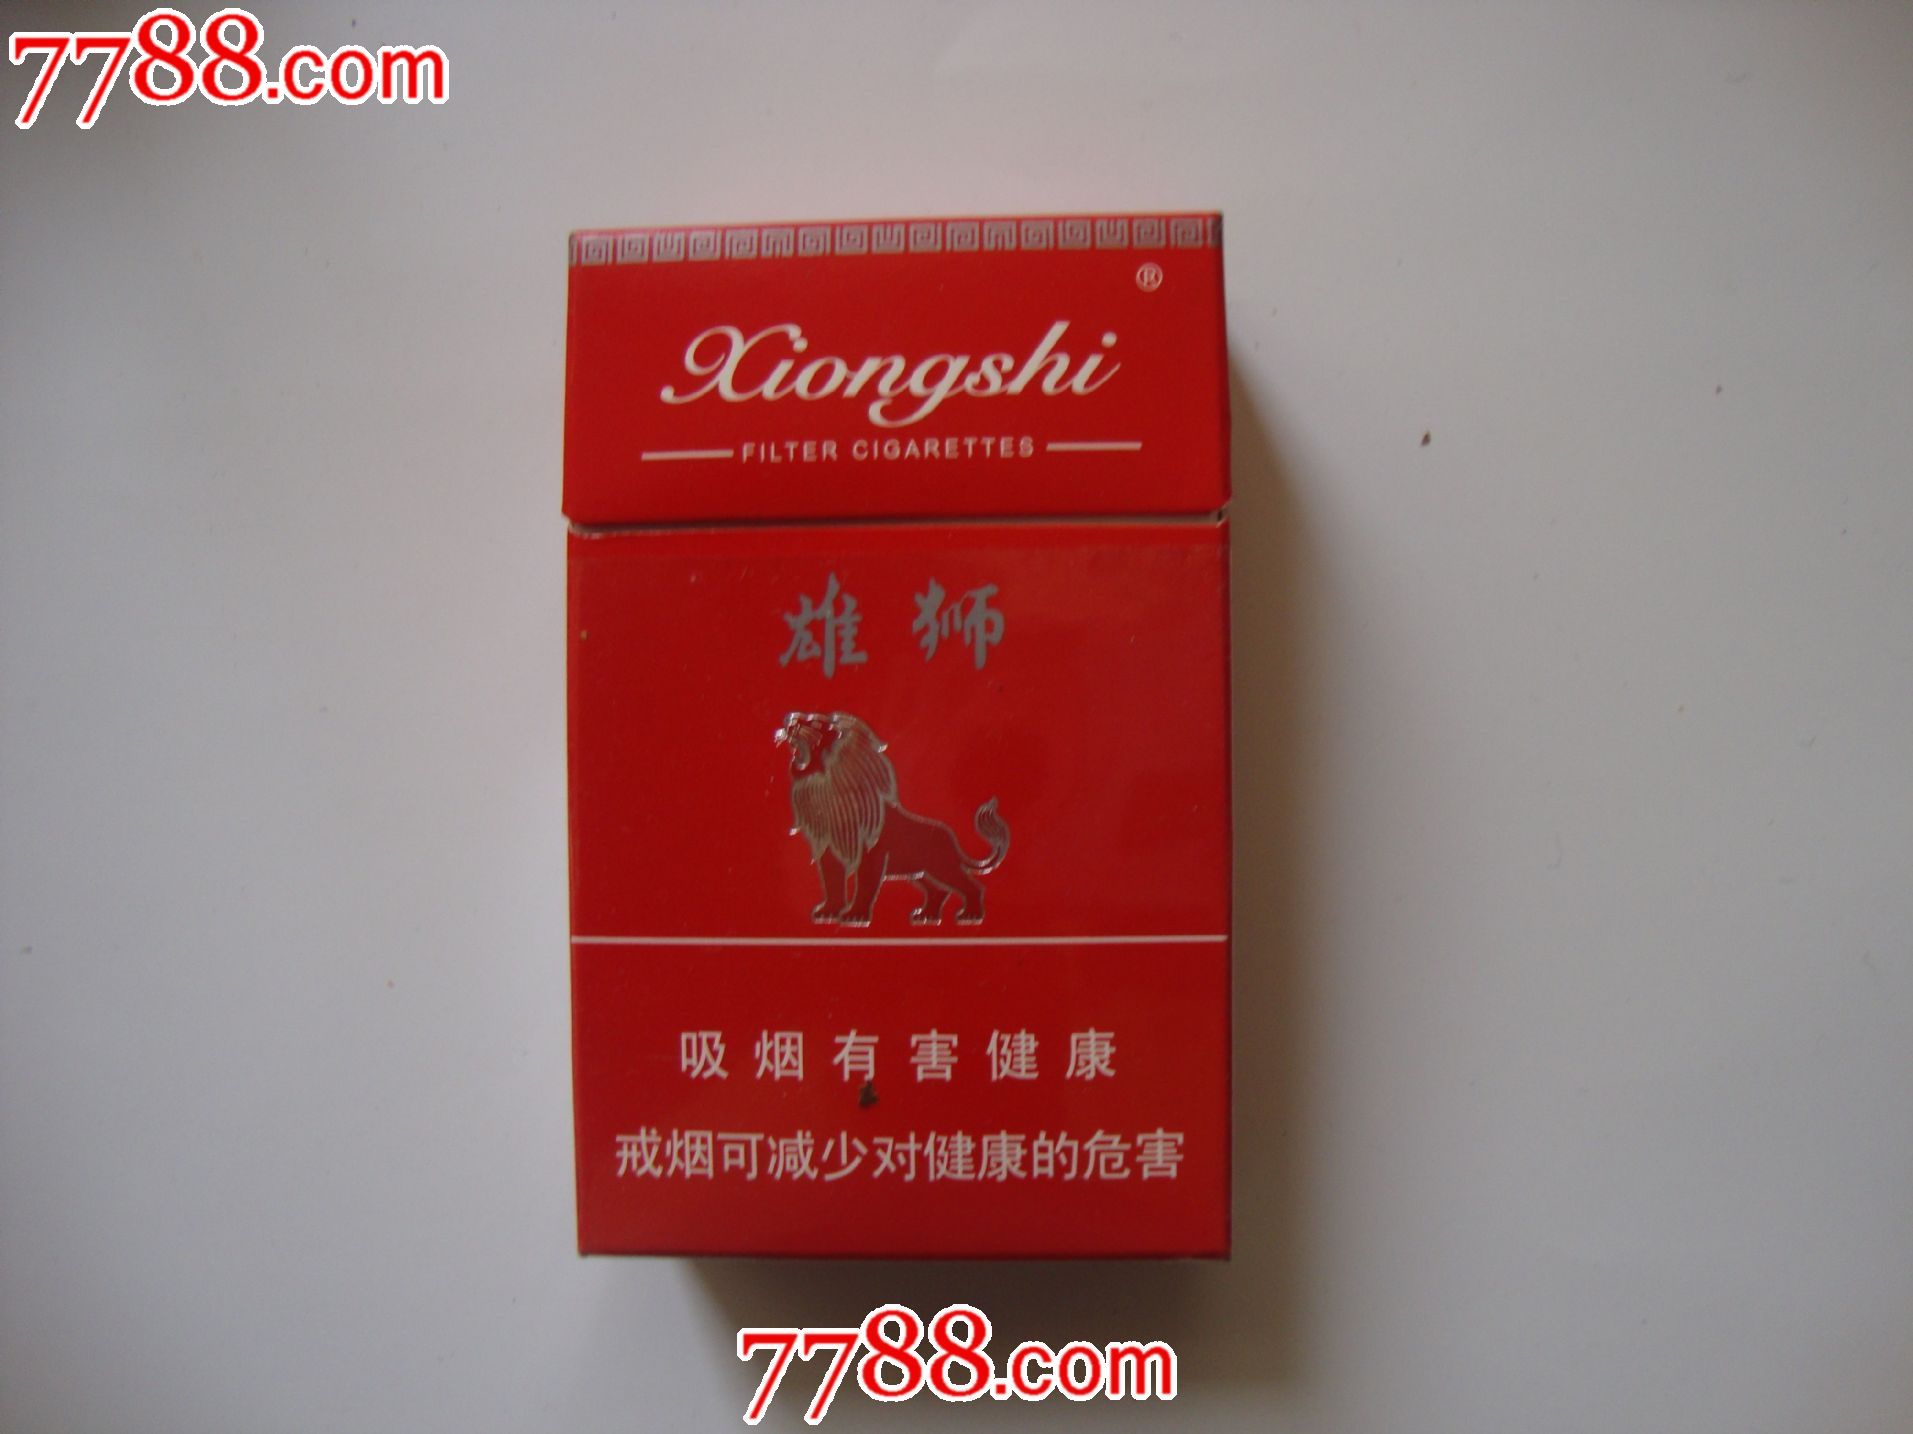 7788.com
®
Xiongshi
FILTER CIGARETTES
雄狮
吸烟有害健康
戒烟可减少对健康的危害
7788.com